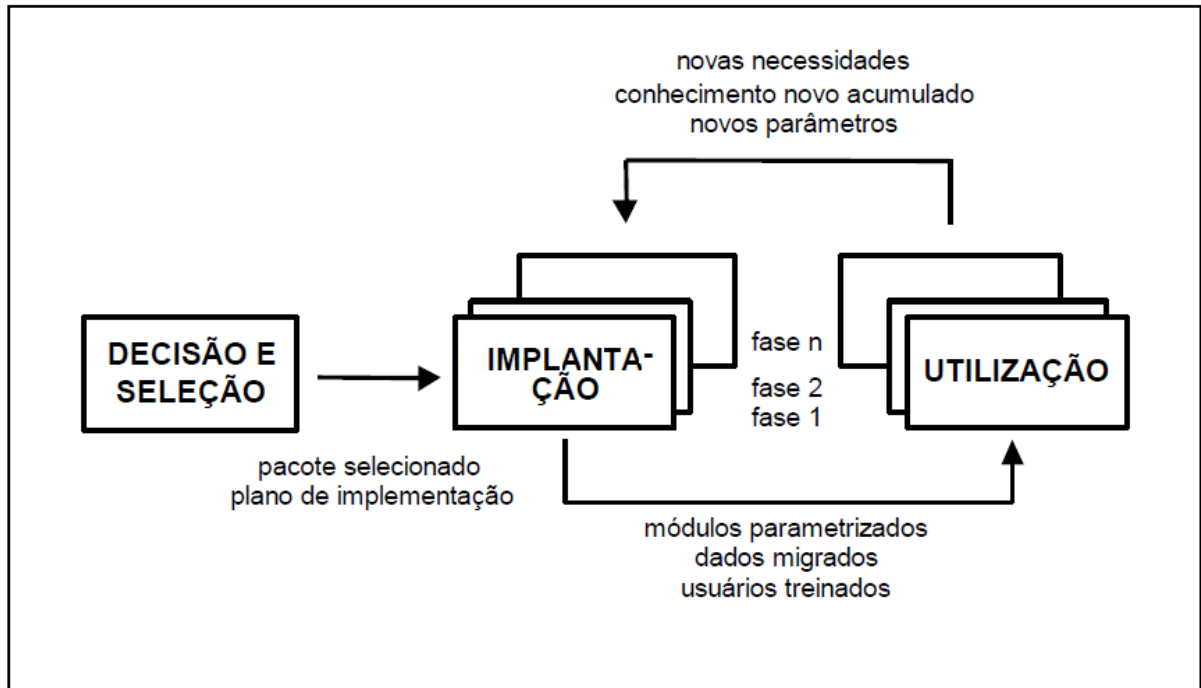 novas necessidades
conhecimento novo acumulado
novos parâmetros
DECISÃO E
SELEÇÃO
IMPLANTA-
ÇÃO
fase n
fase 2
fase 1
UTILIZAÇÃO
pacote selecionado
plano de implementação
módulos parametrizados
dados migrados
usuários treinados